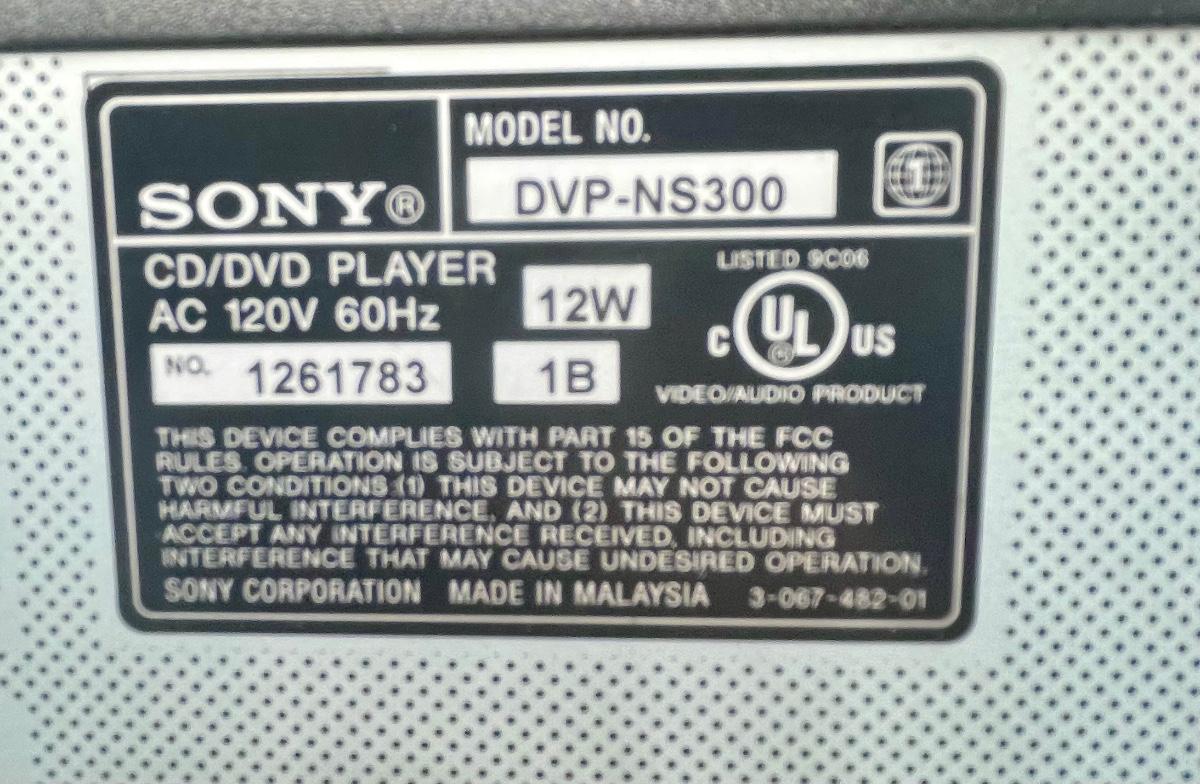 SONY®
MODEL NO.
DVP-NS300
1
CD/DVD PLAYER
AC 120V 60Hz
12W
NO. 1261783
1B
LISTED 9C06
C UL® US
VIDEO/AUDIO PRODUCT
THIS DEVICE COMPLIES WITH PART 15 OF THE FCC
RULES. OPERATION IS SUBJECT TO THE FOLLOWING
TWO CONDITIONS:(1) THIS DEVICE MAY NOT CAUSE
HARMFUL INTERFERENCE, AND (2) THIS DEVICE MUST
ACCEPT ANY INTERFERENCE RECEIVED, INCLUDING
INTERFERENCE THAT MAY CAUSE UNDESIRED OPERATION.
SONY CORPORATION MADE IN MALAYSIA 3-067-482-01